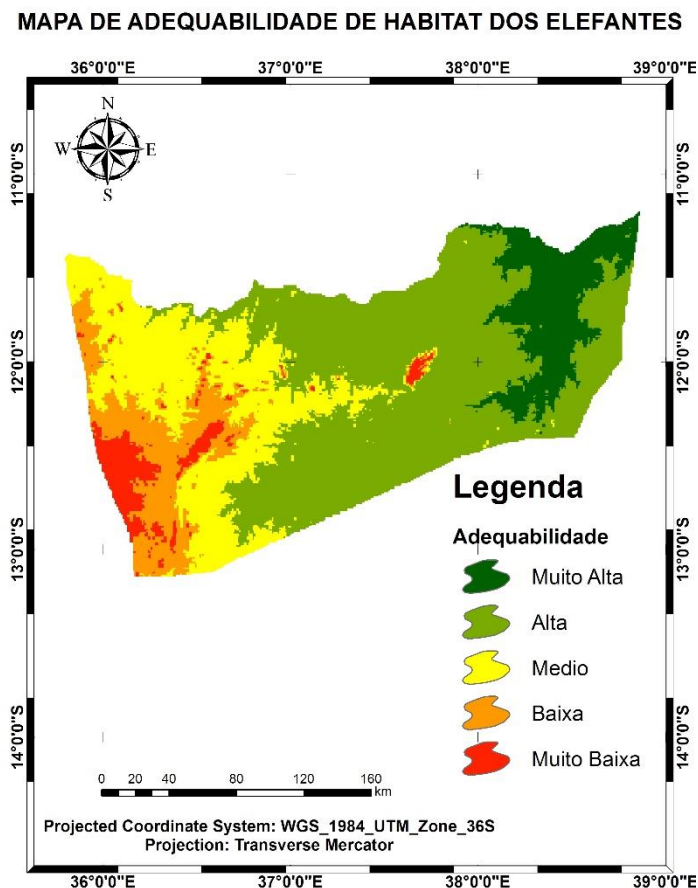 MAPA DE ADEQUABILIDADE DE HABITAT DOS ELEFANTES
36°0'0"E 37°0'0"E 38°0'0"E 39°0'0"E
N
W E
S
11°0'0"S 11°0'0"S
12°0'0"S 12°0'0"S
Legenda
Adequabilidade
13°0'0"S 13°0'0"S
Muito Alta
Alta
Medio
14°0'0"S 14°0'0"S
Baixa
Muito Baixa
0 20 40 80 120 160
km
Projected Coordinate System: WGS_1984_UTM_Zone_36S
Projection: Transverse Mercator
36°0'0"E 37°0'0"E 38°0'0"E 39°0'0"E